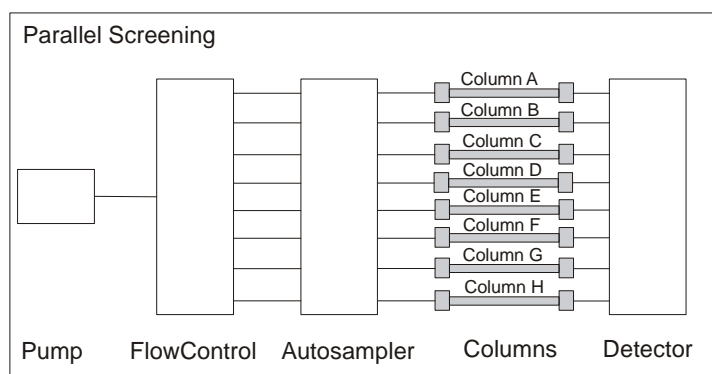 Parallel Screening
Column A
Column B
Column C
Column D
Column E
Column F
Column G
Column H
Pump FlowControl Autosampler Columns Detector